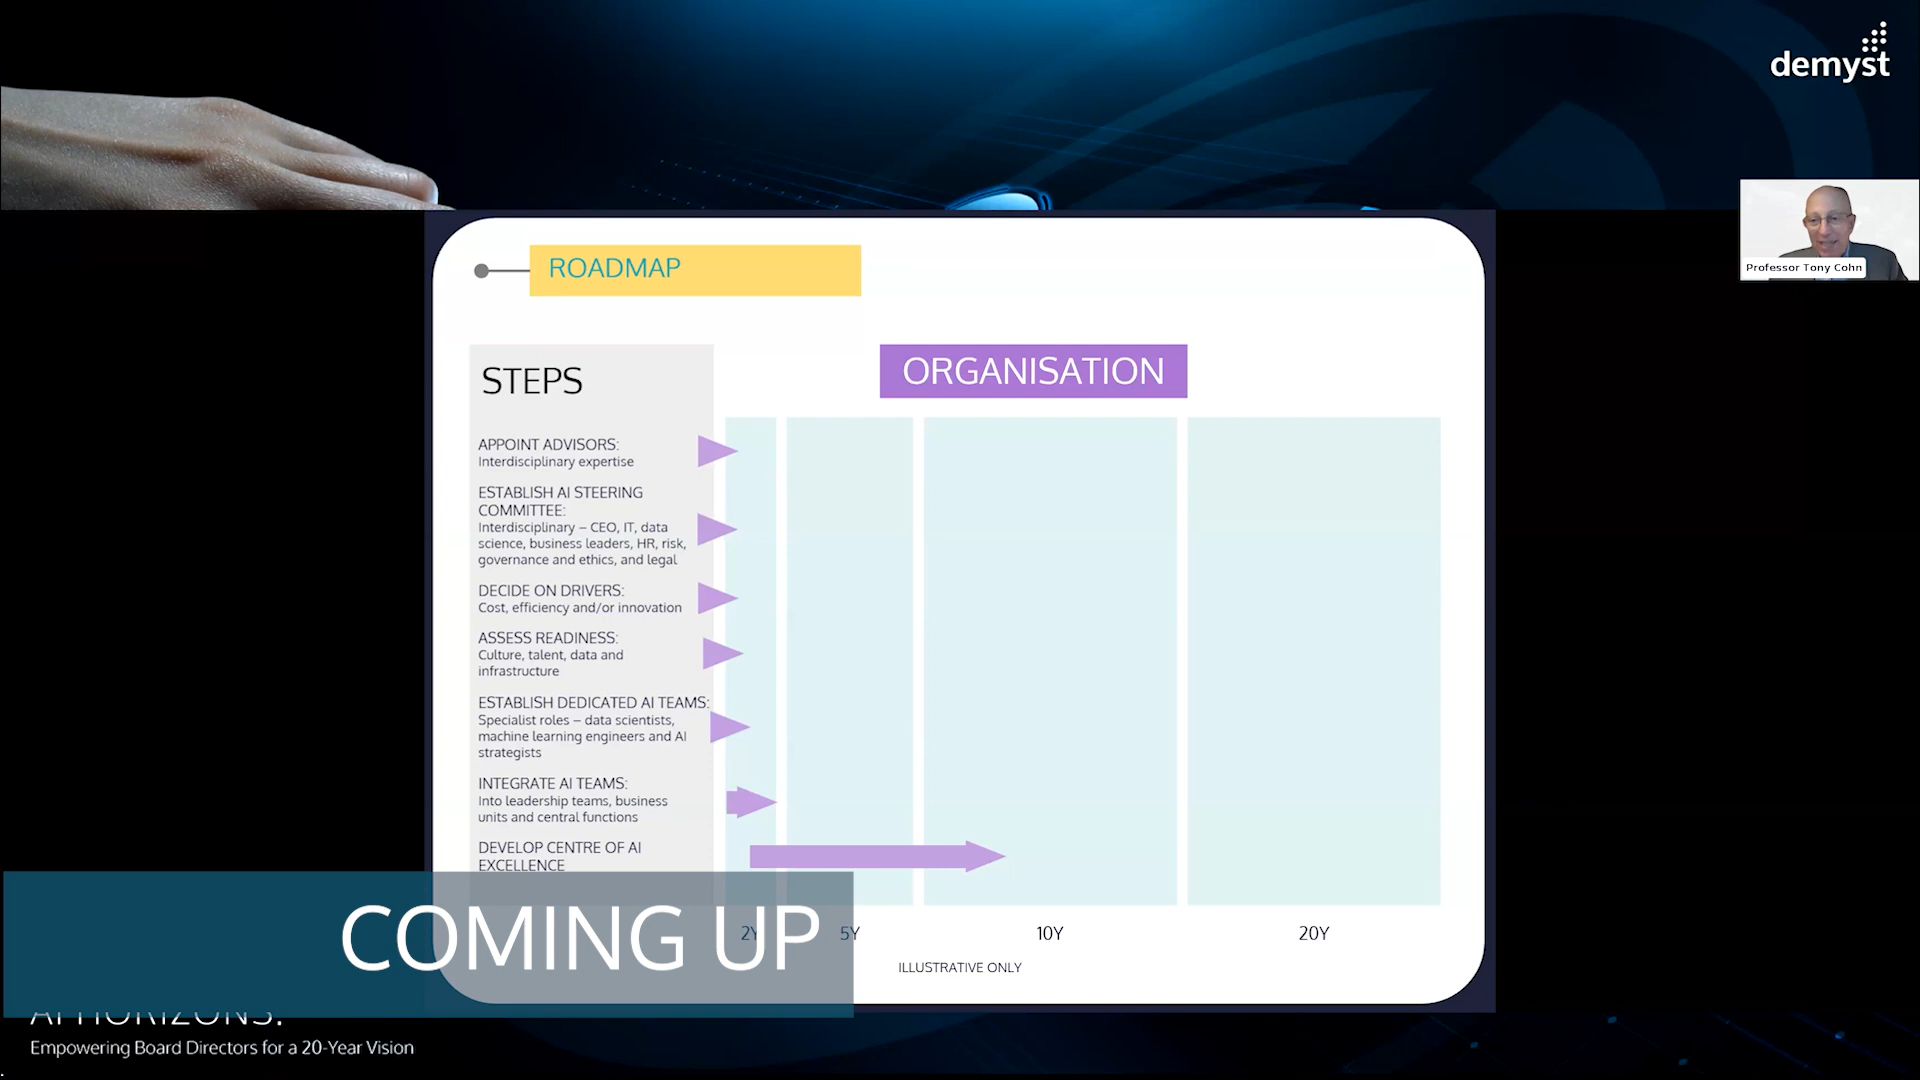 demyst
Professor Tony Cohn
ROADMAP
STEPS
ORGANISATION
APPOINT ADVISORS:
Interdisciplinary expertise
ESTABLISH AI STEERING
COMMITTEE:
Interdisciplinary – CEO, IT, data
science, business leaders, HR, risk,
governance and ethics, and legal
DECIDE ON DRIVERS:
Cost, efficiency and/or innovation
ASSESS READINESS:
Culture, talent, data and
infrastructure
ESTABLISH DEDICATED AI TEAMS:
Specialist roles – data scientists,
machine learning engineers and AI
strategists
INTEGRATE AI TEAMS:
Into leadership teams, business
units and central functions
DEVELOP CENTRE OF AI
EXCELLENCE
2Y 5Y 10Y 20Y
COMING UP
ILLUSTRATIVE ONLY
AI HORIZONS:
Empowering Board Directors for a 20-Year Vision